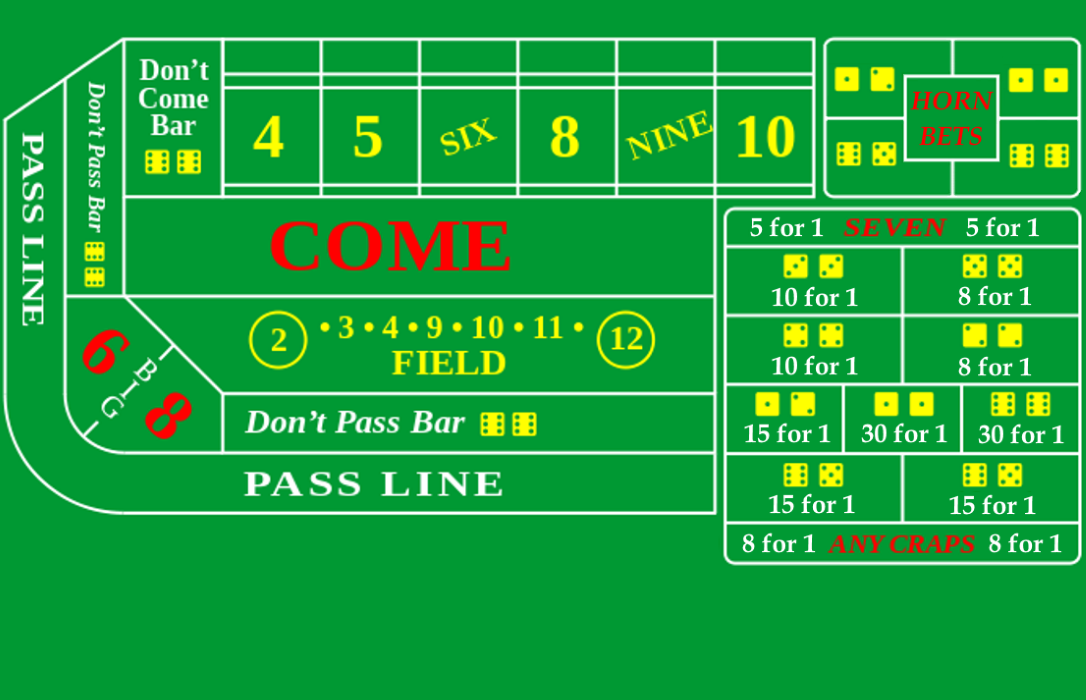 PASS LINE
Don't Pass Bar
Don't
Come
Bar
4
5
SIX
8
NINE
10
HORN
BETS
COME
2
• 3 • 4 • 9 • 10 • 11 •
12
FIELD
6
8
BIG
Don't Pass Bar
PASS LINE
5 for 1 SEVEN 5 for 1
10 for 1
8 for 1
10 for 1
8 for 1
15 for 1
30 for 1
30 for 1
15 for 1
15 for 1
8 for 1 ANY CRAPS 8 for 1